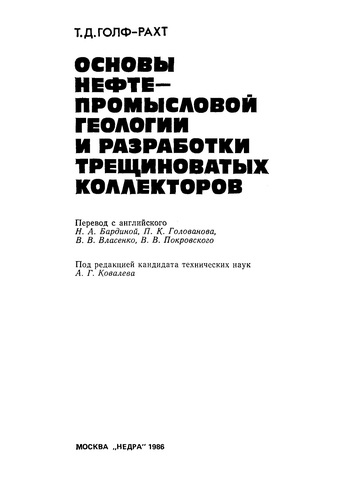 Т.Д.ГОЛФ-РАХТ
ОСНОВЫ
НЕФТЕ–
ПРОМЫСЛОВОЙ
ГЕОЛОГИИ
И РАЗРАБОТКИ
ТРЕЩИНОВАТЫХ
КОЛЛЕКТОРОВ
Перевод с английского
Н. А. Бардиной, П. К. Голованова,
В. В. Власенко, В. В. Покровского
Под редакцией кандидата технических наук
А. Г. Ковалева
МОСКВА „НЕДРА" 1986